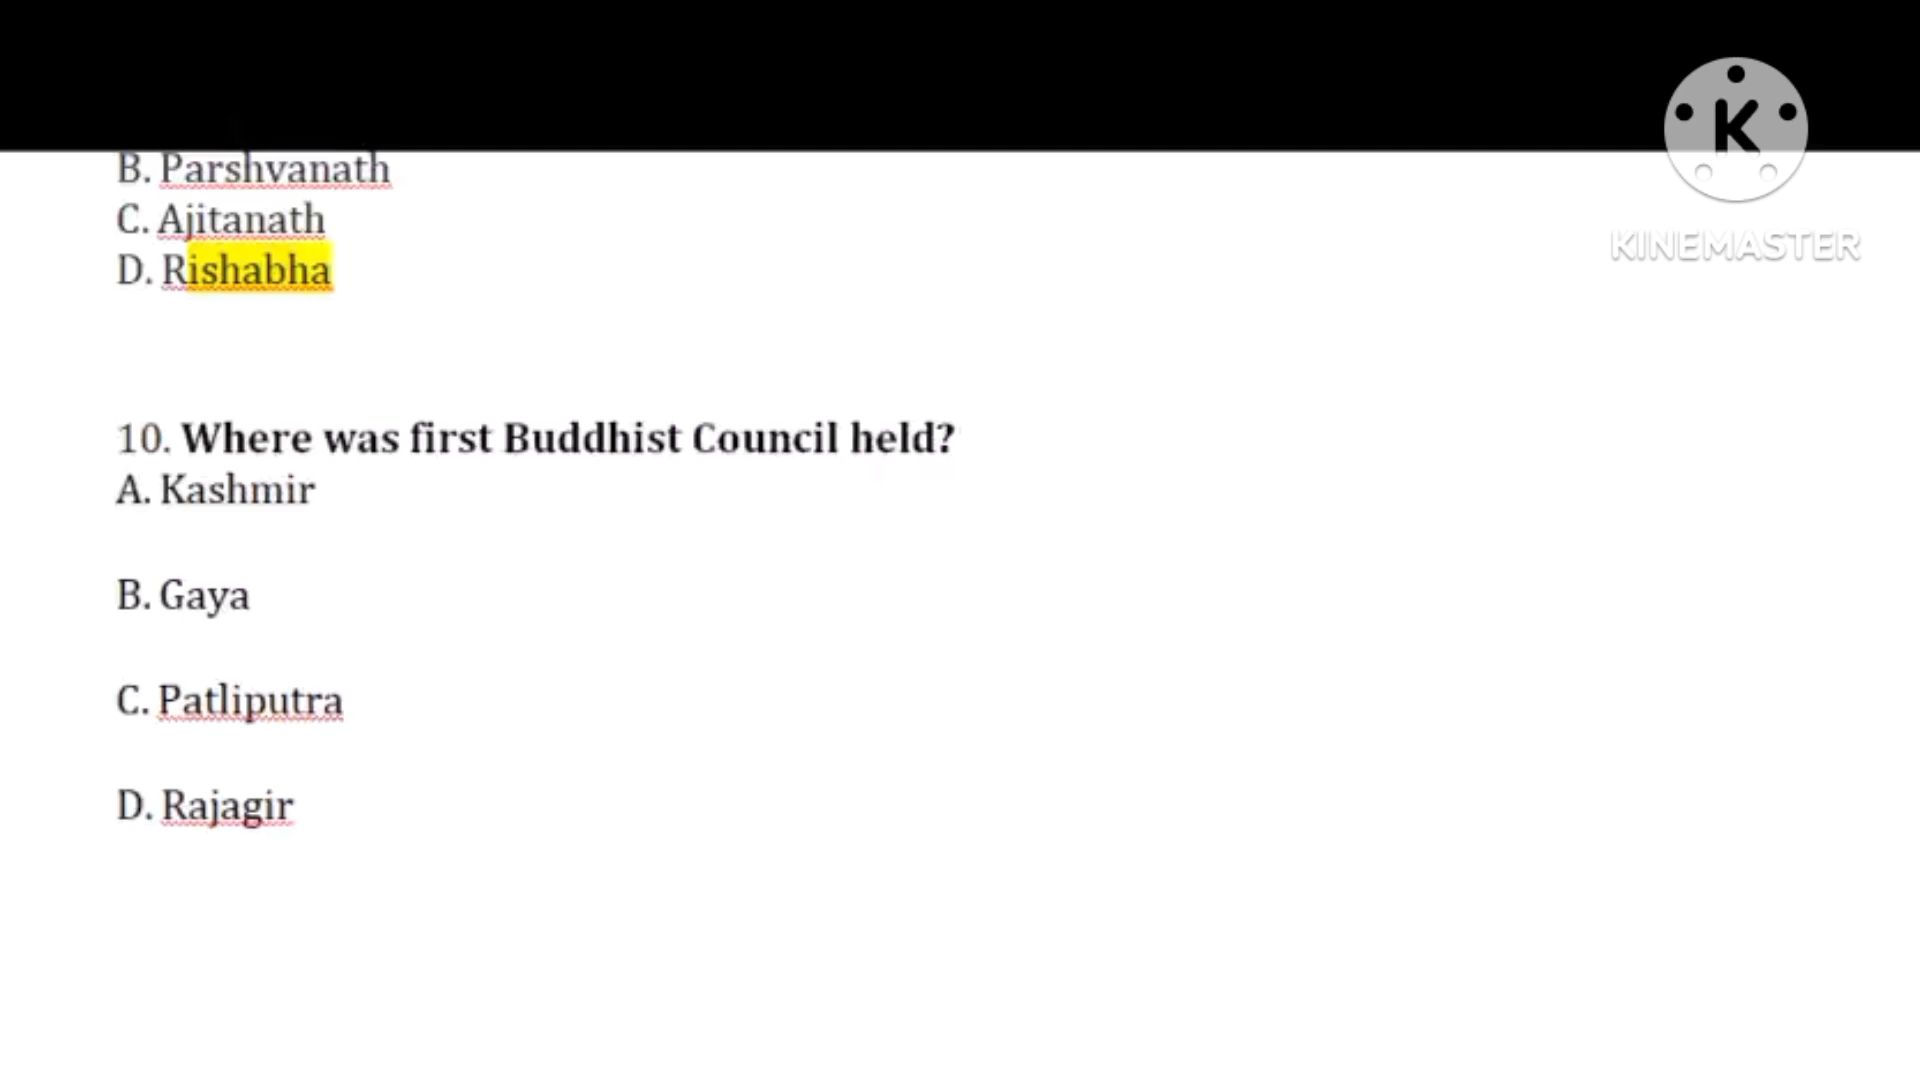 B. Parshvanath
C. Ajitanath
D. Rishabha
10. Where was first Buddhist Council held?
A. Kashmir
B. Gaya
C. Patliputra
D. Rajagir
K
KINEMASTER